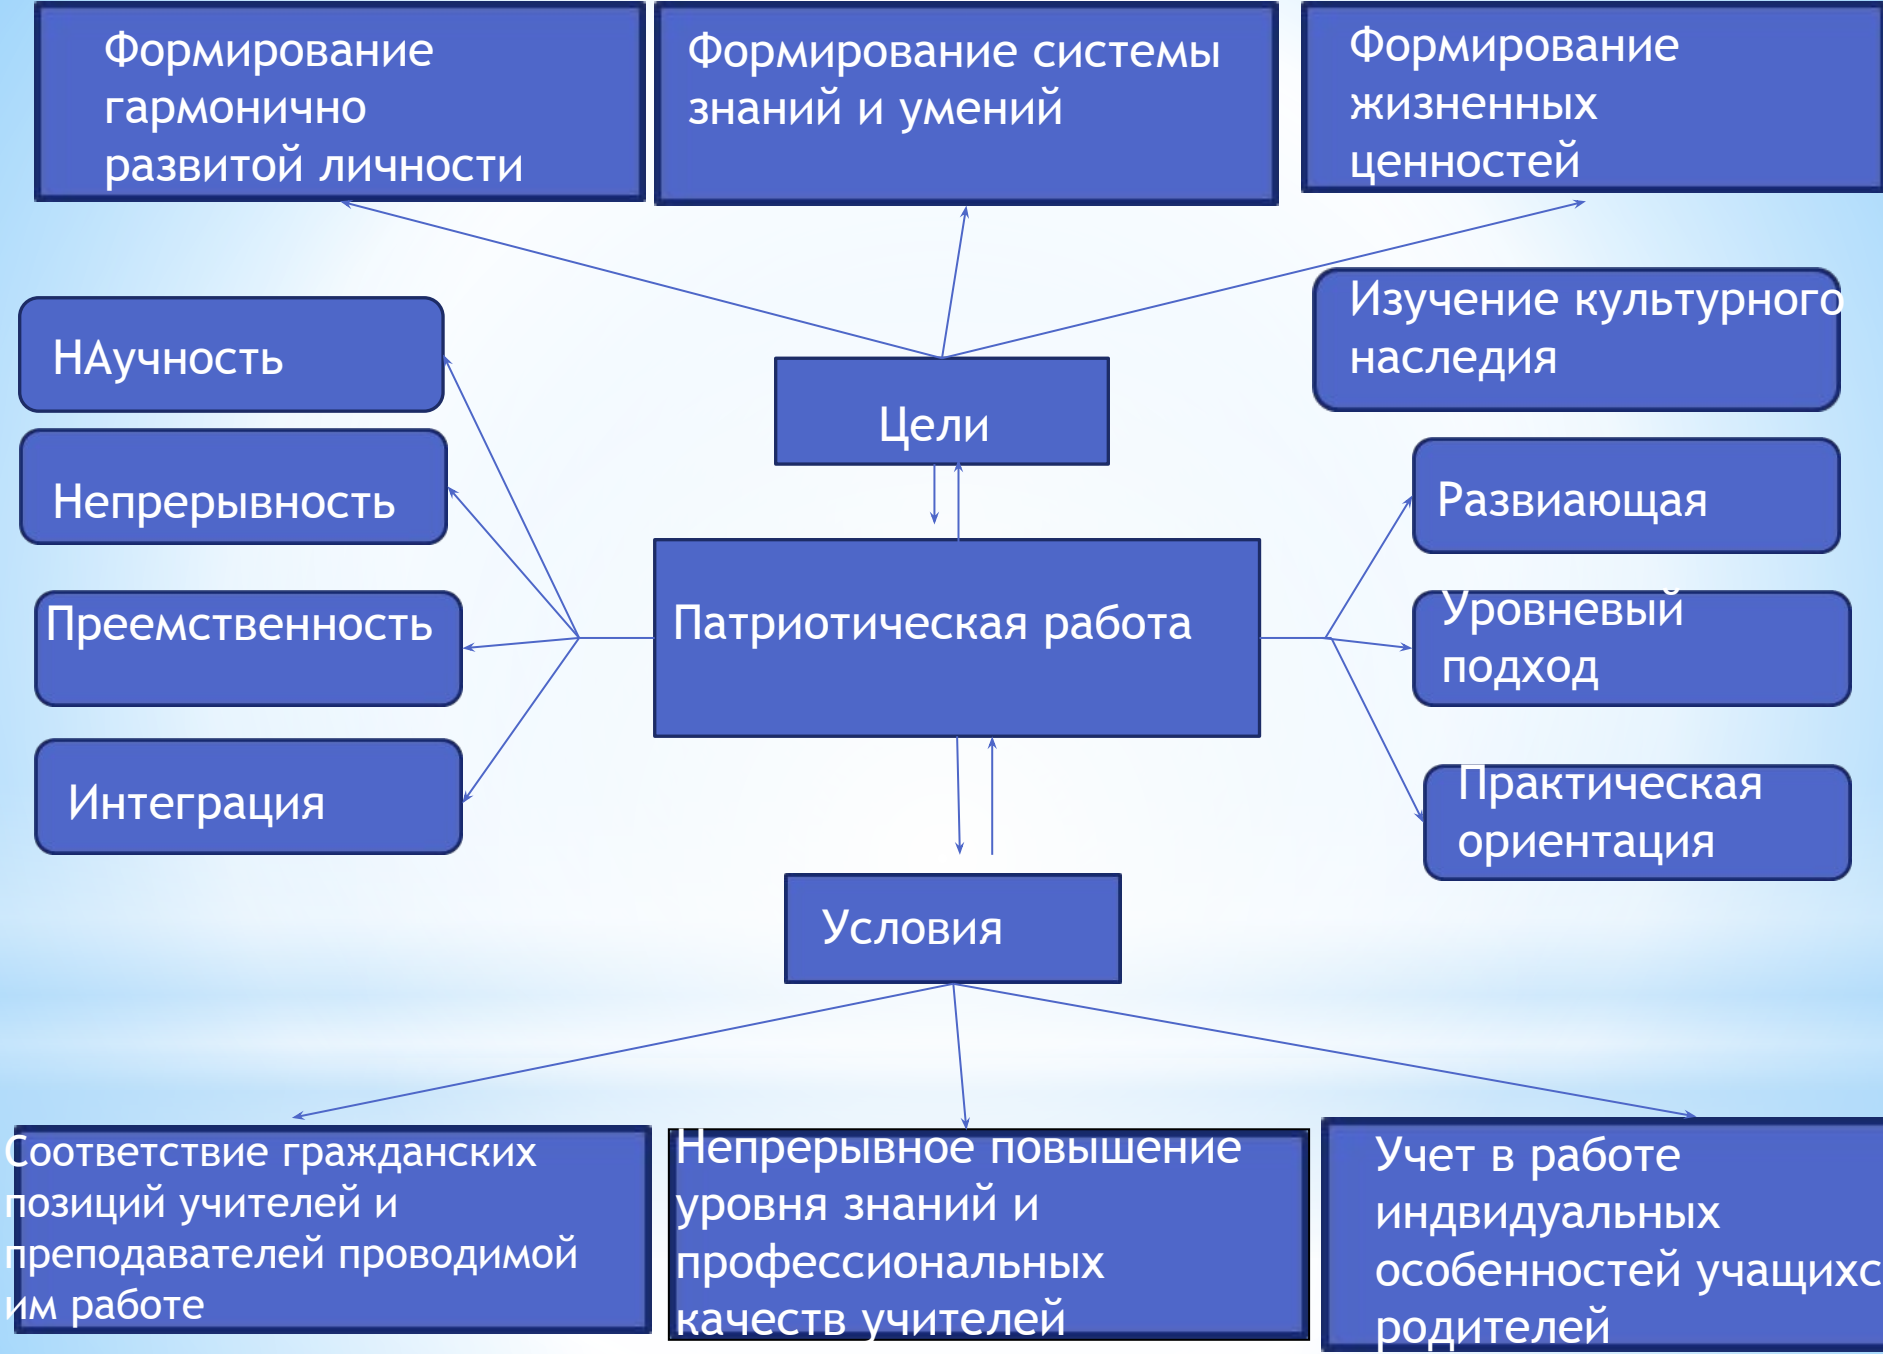 Формирование
гармонично
развитой личности
Формирование системы
знаний и умений
Формирование
жизненных
ценностей
НАучность
Непрерывность
Преемственность
Интеграция
Цели
Патриотическая работа
Условия
Изучение культурного
наследия
Развиающая
Уровневый
подход
Практическая
ориентация
Соответствие гражданских
позиций учителей и
преподавателей проводимой
им работе
Непрерывное повышение
уровня знаний и
профессиональных
качеств учителей
Учет в работе
индвидуальных
особенностей учащихс
родителей